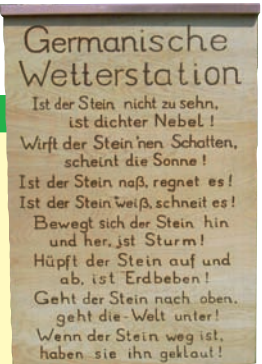 Germanische
Wetterstation
Ist der Stein nicht zu sehn,
ist dichter Nebel !
Wirft der Stein 'nen Schatten,
scheint die Sonne !
Ist der Stein naß, regnet es !
Ist der Stein weiß, schneit es !
Bewegt sich der Stein hin
und her, ist Sturm !
Hüpft der Stein auf und
ab, ist Erdbeben !
Geht der Stein nach oben,
geht die Welt unter !
Wenn der Stein weg ist,
haben sie ihn geklaut !